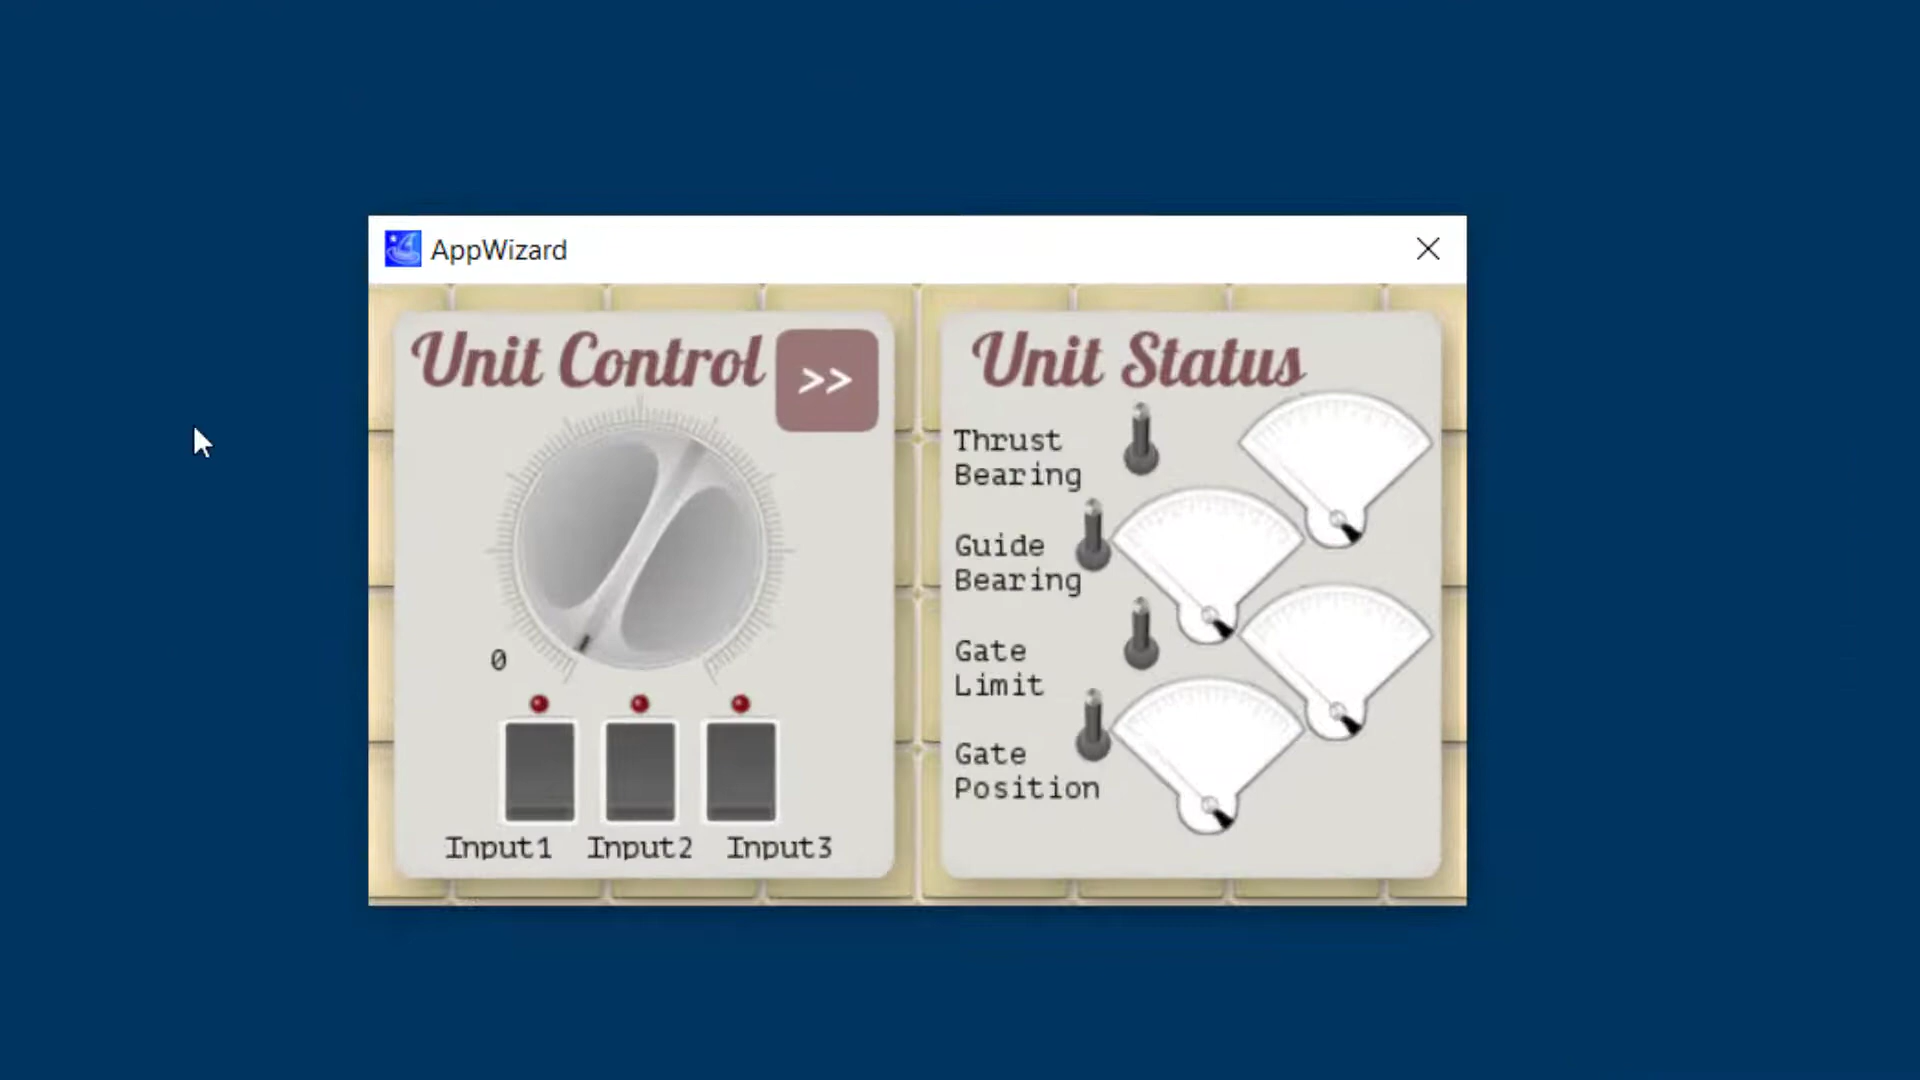 AppWizard
Unit Control
>>
0
Input1 Input2 Input3
Unit Status
Thrust
Bearing
Guide
Bearing
Gate
Limit
Gate
Position